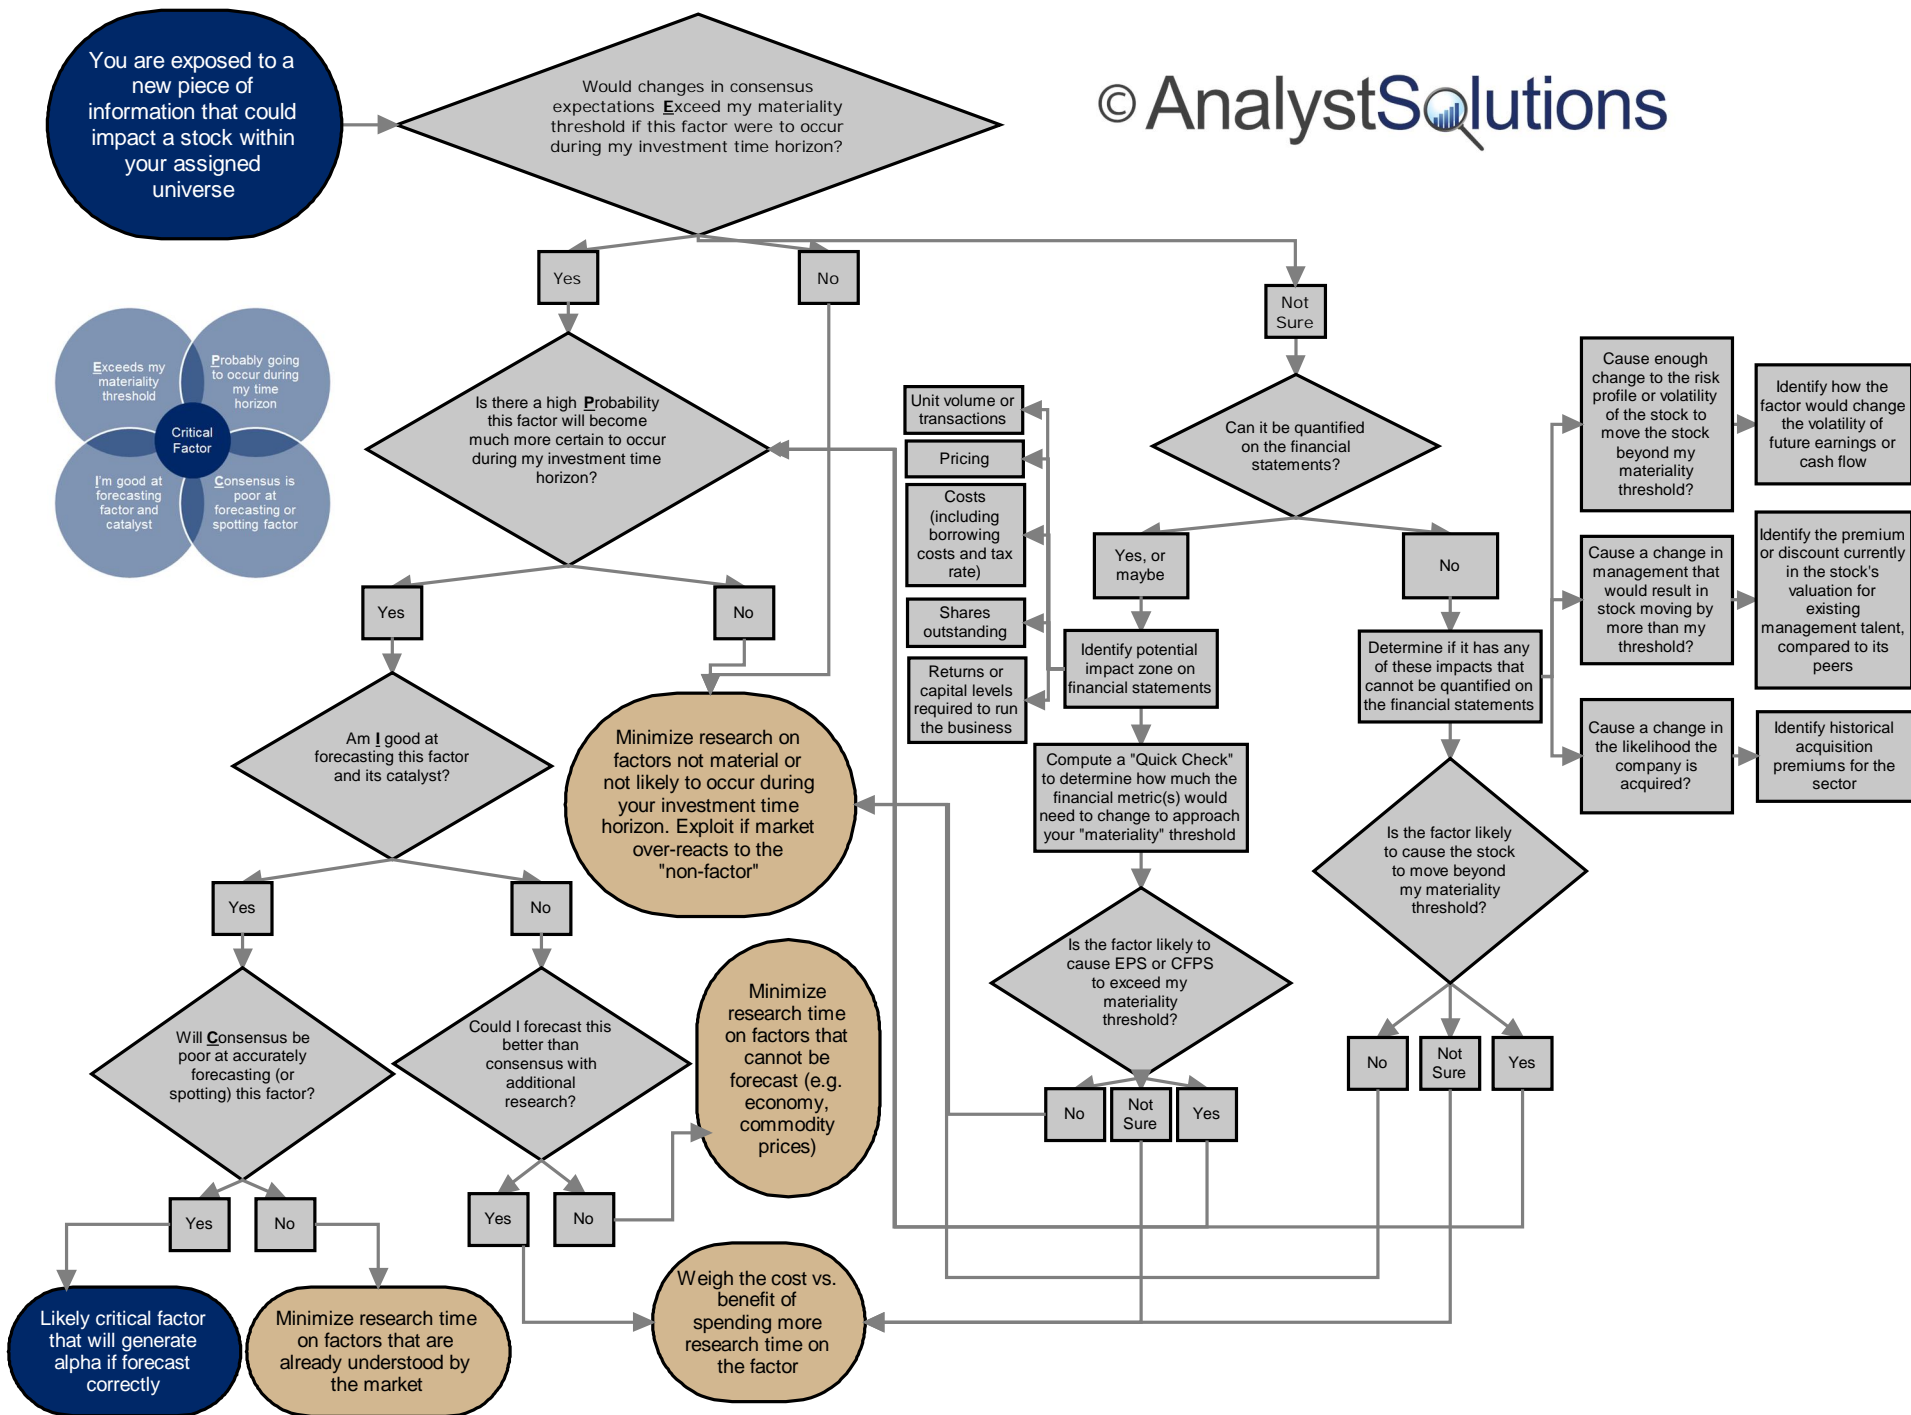 You are exposed to a
new piece of
information that could
impact a stock within
your assigned
universe
Would changes in consensus
expectations Exceed my materiality
threshold if this factor were to occur
during my investment time horizon?
© AnalystSolutions
Yes
No
Not
Sure
Exceeds my
materiality
threshold
Probably going
to occur during
my time
horizon
Critical
Factor
I'm good at
forecasting
factor and
catalyst
Consensus is
poor at
forecasting or
spotting factor
Is there a high Probability
this factor will become
much more certain to occur
during my investment time
horizon?
Unit volume or
transactions
Pricing
Costs
(including
borrowing
costs and tax
rate)
Shares
outstanding
Returns or
capital levels
required to run
the business
Can it be quantified
on the financial
statements?
Cause enough
change to the risk
profile or volatility
of the stock to
move the stock
beyond my
materiality
threshold?
Identify how the
factor would change
the volatility of
future earnings or
cash flow
Yes, or
maybe
No
Cause a change in
management that
would result in
stock moving by
more than my
threshold?
Identify the premium
or discount currently
in the stock's
valuation for
existing
management talent,
compared to its
peers
Yes
No
Identify potential
impact zone on
financial statements
Determine if it has any
of these impacts that
cannot be quantified on
the financial statements
Cause a change in
the likelihood the
company is
acquired?
Identify historical
acquisition
premiums for the
sector
Am I good at
forecasting this factor
and its catalyst?
Minimize research on
factors not material or
not likely to occur during
your investment time
horizon. Exploit if market
over-reacts to the
"non-factor"
Compute a "Quick Check"
to determine how much the
financial metric(s) would
need to change to approach
your "materiality" threshold
Is the factor likely
to cause the stock
to move beyond
my materiality
threshold?
Yes
No
Is the factor likely to
cause EPS or CFPS
to exceed my
materiality
threshold?
Will Consensus be
poor at accurately
forecasting (or
spotting) this factor?
Could I forecast this
better than
consensus with
additional
research?
Minimize
research time
on factors that
cannot be
forecast (e.g.
economy,
commodity
prices)
No
Not
Sure
Yes
No
Not
Sure
Yes
Yes
No
Yes
No
Likely critical factor
that will generate
alpha if forecast
correctly
Minimize research time
on factors that are
already understood by
the market
Weigh the cost vs.
benefit of
spending more
research time on
the factor